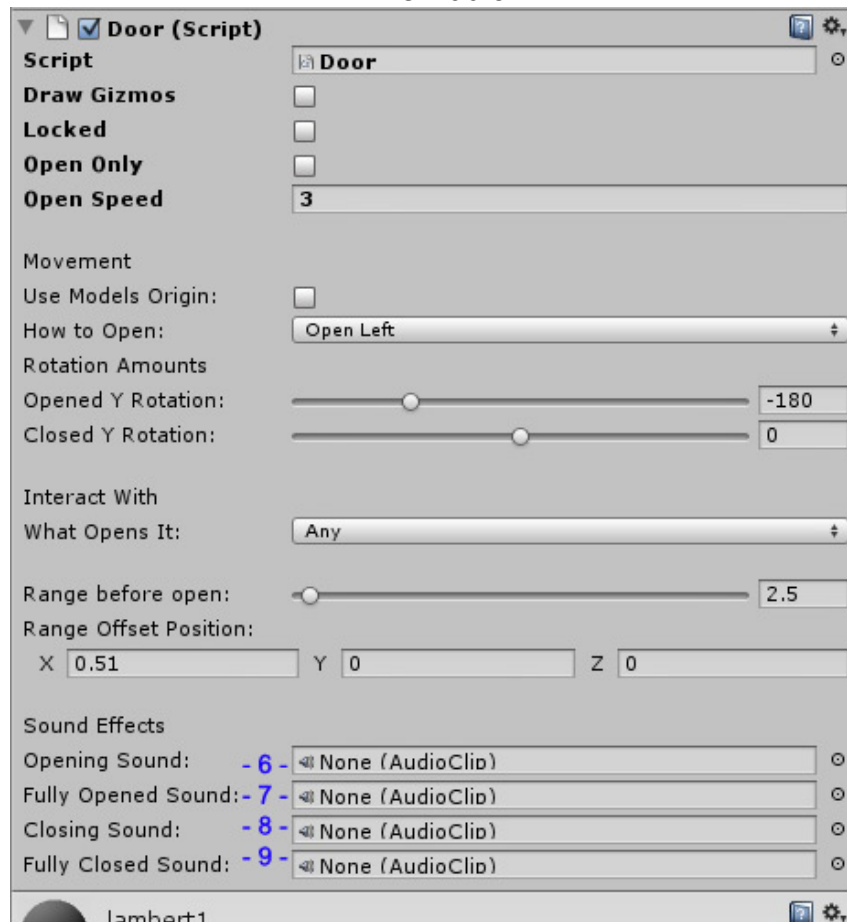 Door (Script)
Script Door
Draw Gizmos
Locked
Open Only
Open Speed 3
Movement
Use Models Origin:
How to Open: Open Left
Rotation Amounts
Opened Y Rotation: -180
Closed Y Rotation: 0
Interact With
What Opens It: Any
Range before open: 2.5
Range Offset Position:
X 0.51 Y 0 Z 0
Sound Effects
Opening Sound: - 6 - None (AudioClip)
Fully Opened Sound: - 7 - None (AudioClip)
Closing Sound: - 8 - None (AudioClip)
Fully Closed Sound: - 9 - None (AudioClip)
lambert1